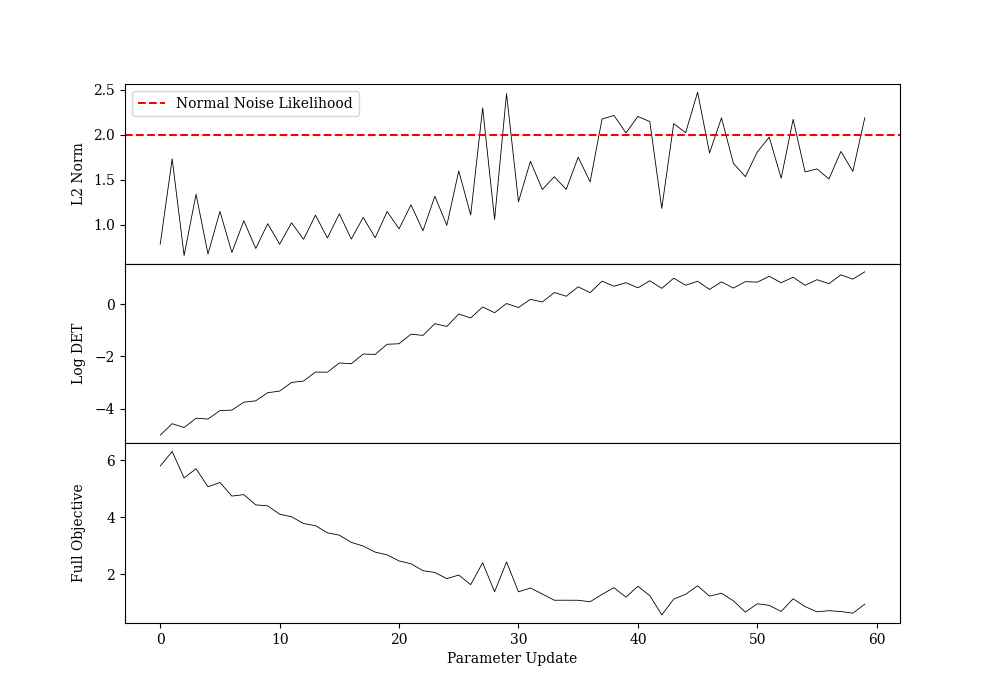 2.5
Normal Noise Likelihood
2.0
1.5
1.0
L2 Norm
0
−2
−4
Log DET
6
4
2
Full Objective
0 10 20 30 40 50 60
Parameter Update